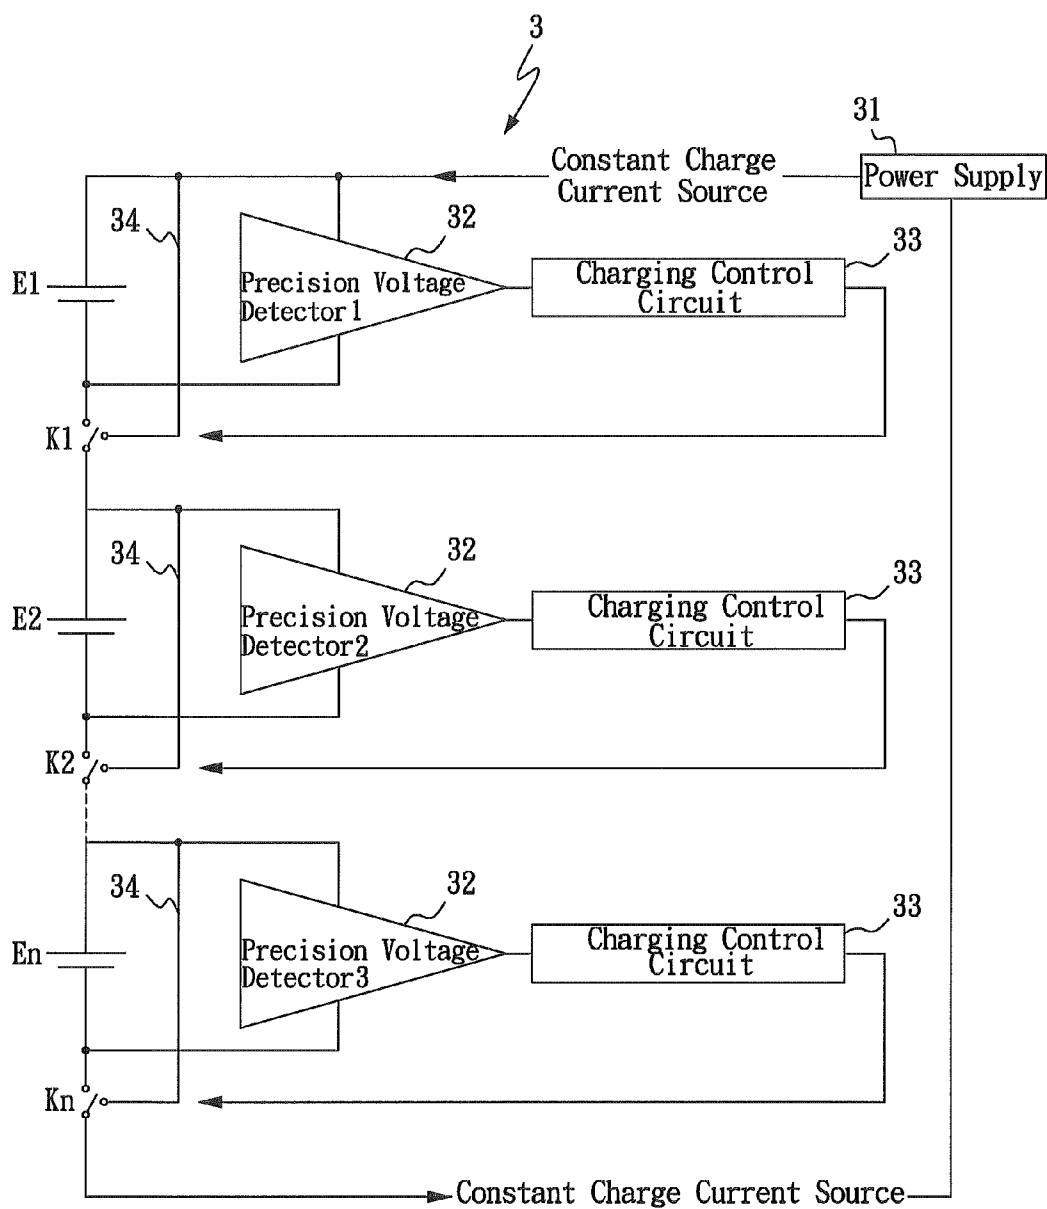 3
31
Constant Charge
Current Source
Power Supply
34
32
33
E1
Precision Voltage
Detector1
Charging Control
Circuit
K1
34
32
33
E2
Precision Voltage
Detector2
Charging Control
Circuit
K2
34
32
33
En
Precision Voltage
Detector3
Charging Control
Circuit
Kn
Constant Charge Current Source